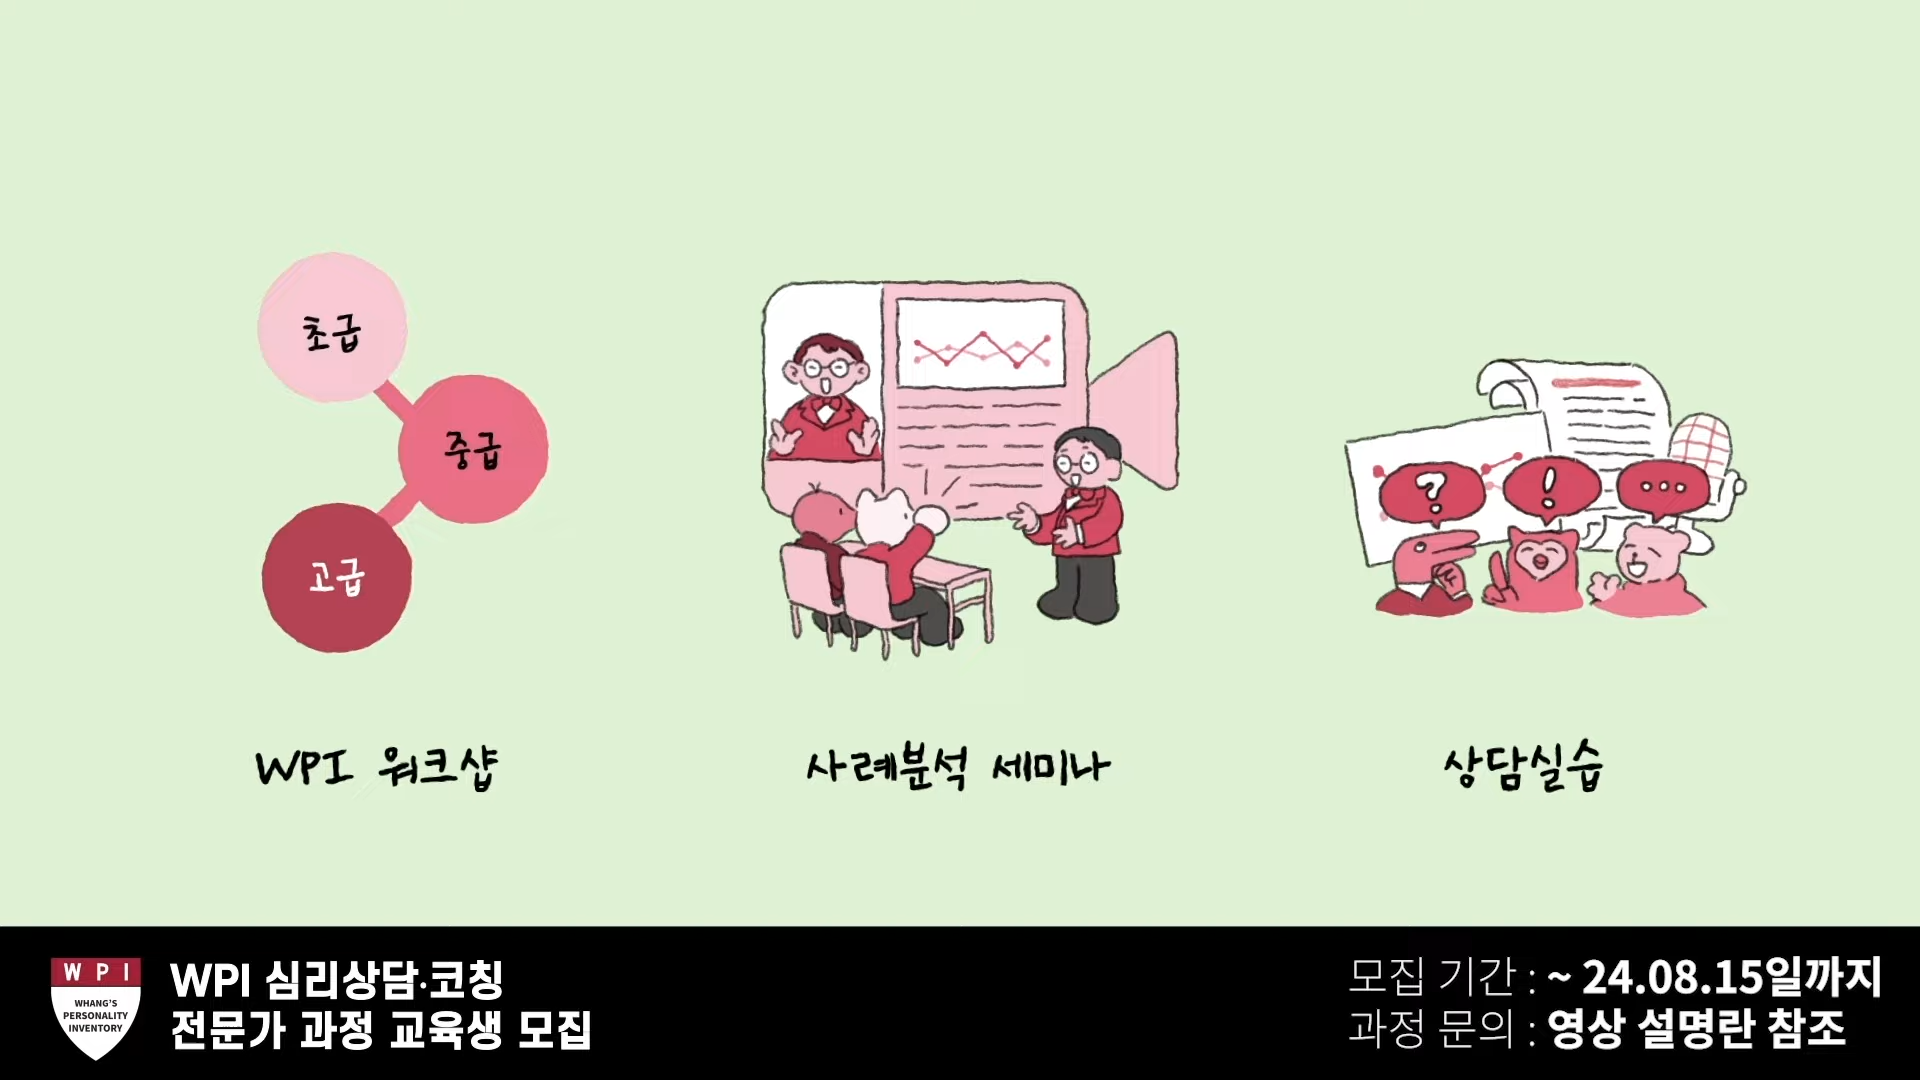 초급
중급
고급
?
!
...
WPI 워크샵
사례분석 세미나
상담실습
W P I
WHANG'S
PERSONALITY
INVENTORY
WPI 심리상담·코칭
전문가 과정 교육생 모집
모집 기간 : ~ 24.08.15일까지
과정 문의 : 영상 설명란 참조